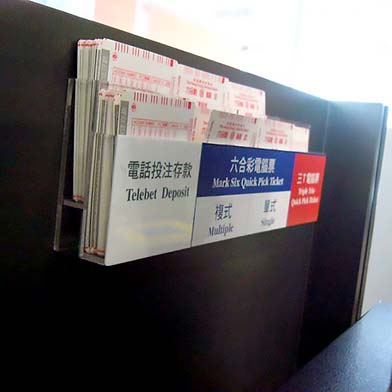 電話投注存款
Telebet Deposit
六合彩電腦票
Mark Six Quick Pick Ticket
複式
Multiple
單式
Single
三T電腦票
Triple Trio
Quick Pick Ticket